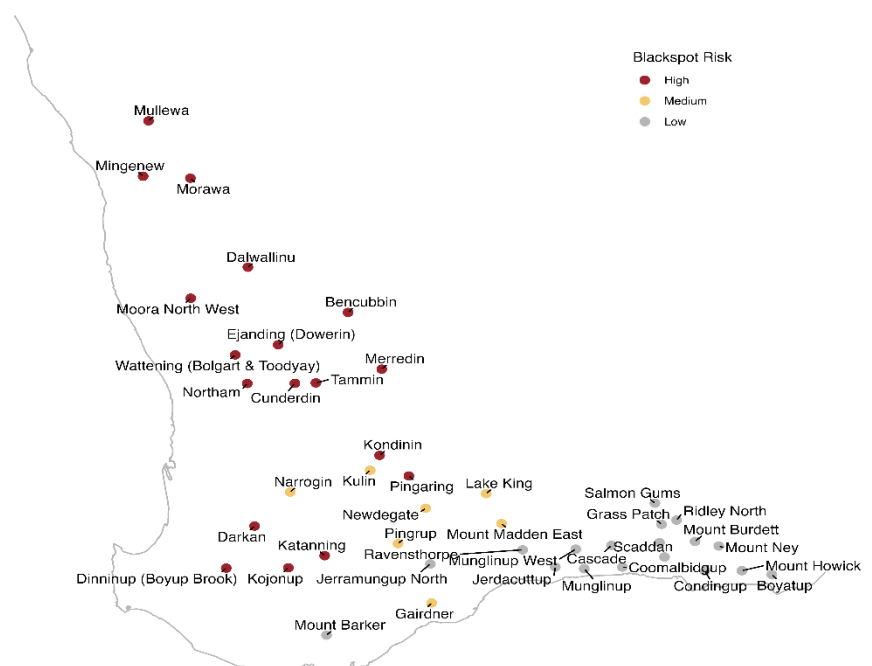 Blackspot Risk
High
Medium
Low
Mullewa
Mingenew
Morawa
Dalwallinu
Moora North West
Bencubbin
Ejanding (Dowerin)
Wattening (Bolgart & Toodyay)
Merredin
Tammin
Northam
Cunderdin
Kondinin
Kulin
Pingaring
Narrogin
Lake King
Salmon Gums
Newdegate
Grass Patch
Ridley North
Darkan
Pingrup
Mount Madden East
Mount Burdett
Katanning
Ravensthorpe
Munglinup West
Cascade
Scaddan
Mount Ney
Dinninup (Boyup Brook)
Kojonup
Jerramungup North
Jerdacuttup
Munglinup
Coomalbidgup
Condingup
Mount Howick
Boyatup
Gairdner
Mount Barker